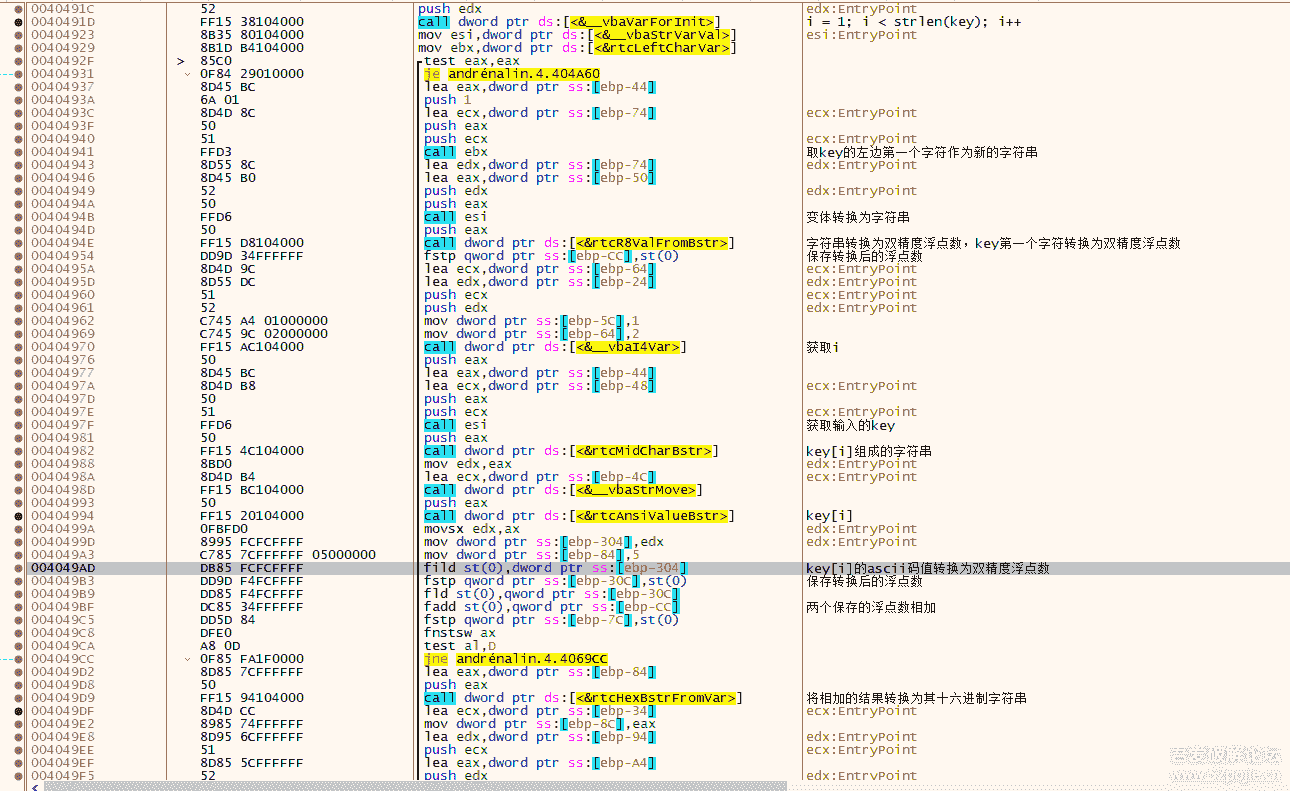 0040491C 52 push edx edx:EntryPoint
0040491D FF15 38104000 call dword ptr ds:[<&__vbaVarForInit>] i = 1; i < strlen(key); i++
00404923 8B35 80104000 mov esi,dword ptr ds:[<&__vbaStrVarVal>] esi:EntryPoint
00404929 8B1D B4104000 mov ebx,dword ptr ds:[<&rtcLeftCharVar>]
0040492F > 85C0 test eax,eax
00404931 0F84 29010000 je andrénalin.4.404A60
00404937 8D45 BC lea eax,dword ptr ss:[ebp-44]
0040493A 6A 01 push 1
0040493C 8D4D 8C lea ecx,dword ptr ss:[ebp-74] ecx:EntryPoint
0040493F 50 push eax
00404940 51 push ecx ecx:EntryPoint
00404941 FFD3 call ebx 取key的左边第一个字符作为新的字符串
00404943 8D55 8C lea edx,dword ptr ss:[ebp-74] edx:EntryPoint
00404946 8D45 B0 lea eax,dword ptr ss:[ebp-50]
00404949 52 push edx edx:EntryPoint
0040494A 50 push eax
0040494B FFD6 call esi 变体转换为字符串
0040494D 50 push eax
0040494E FF15 D8104000 call dword ptr ds:[<&rtcR8ValFromBstr>] 字符串转换为双精度浮点数，key第一个字符转换为双精度浮点数
00404954 DD9D 34FFFFFF fstp qword ptr ss:[ebp-CC],st(0) 保存转换后的浮点数
0040495A 8D4D 9C lea ecx,dword ptr ss:[ebp-64] ecx:EntryPoint
0040495D 8D55 DC lea edx,dword ptr ss:[ebp-24] edx:EntryPoint
00404960 51 push ecx ecx:EntryPoint
00404961 52 push edx edx:EntryPoint
00404962 C745 A4 01000000 mov dword ptr ss:[ebp-5C],1
00404969 C745 9C 02000000 mov dword ptr ss:[ebp-64],2
00404970 FF15 AC104000 call dword ptr ds:[<&__vbaI4Var>] 获取i
00404976 50 push eax
00404977 8D45 BC lea eax,dword ptr ss:[ebp-44]
0040497A 8D4D B8 lea ecx,dword ptr ss:[ebp-48] ecx:EntryPoint
0040497D 50 push eax
0040497E 51 push ecx ecx:EntryPoint
0040497F FFD6 call esi 获取输入的key
00404981 50 push eax
00404982 FF15 4C104000 call dword ptr ds:[<&rtcMidCharBstr>] key[i]组成的字符串
00404988 8BD0 mov edx,eax edx:EntryPoint
0040498A 8D4D B4 lea ecx,dword ptr ss:[ebp-4C] ecx:EntryPoint
0040498D FF15 BC104000 call dword ptr ds:[<&__vbaStrMove>]
00404993 50 push eax
00404994 FF15 20104000 call dword ptr ds:[<&rtcAnsiValueBstr>] key[i]
0040499A 0FBFD0 movsx edx,ax edx:EntryPoint
0040499D 8995 FCFCFFFF mov dword ptr ss:[ebp-304],edx edx:EntryPoint
004049A3 C785 7CFFFFFF 05000000 mov dword ptr ss:[ebp-84],5
004049AD DB85 FCFCFFFF fild st(0),dword ptr ss:[ebp-304] key[i]的ascii码值转换为双精度浮点数
004049B3 DD9D F4FCFFFF fstp qword ptr ss:[ebp-30C],st(0) 保存转换后的浮点数
004049B9 DD85 F4FCFFFF fld st(0),qword ptr ss:[ebp-30C]
004049BF DC85 34FFFFFF fadd st(0),qword ptr ss:[ebp-CC] 两个保存的浮点数相加
004049C5 DD5D 84 fstp qword ptr ss:[ebp-7C],st(0)
004049C8 DFE0 fnstsw ax
004049CA A8 0D test al,D
004049CC 0F85 FA1F0000 jne andrénalin.4.4069CC
004049D2 8D85 7CFFFFFF lea eax,dword ptr ss:[ebp-84]
004049D8 50 push eax
004049D9 FF15 94104000 call dword ptr ds:[<&rtcHexBstrFromVar>] 将相加的结果转换为其十六进制字符串
004049DF 8D4D CC lea ecx,dword ptr ss:[ebp-34] ecx:EntryPoint
004049E2 8985 74FFFFFF mov dword ptr ss:[ebp-8C],eax
004049E8 8D95 6CFFFFFF lea edx,dword ptr ss:[ebp-94] edx:EntryPoint
004049EE 51 push ecx ecx:EntryPoint
004049EF 8D85 5CFFFFFF lea eax,dword ptr ss:[ebp-A4]
004049F5 52 push edx edx:EntryPoint
吾爱破解论坛
www.52pojie.cn